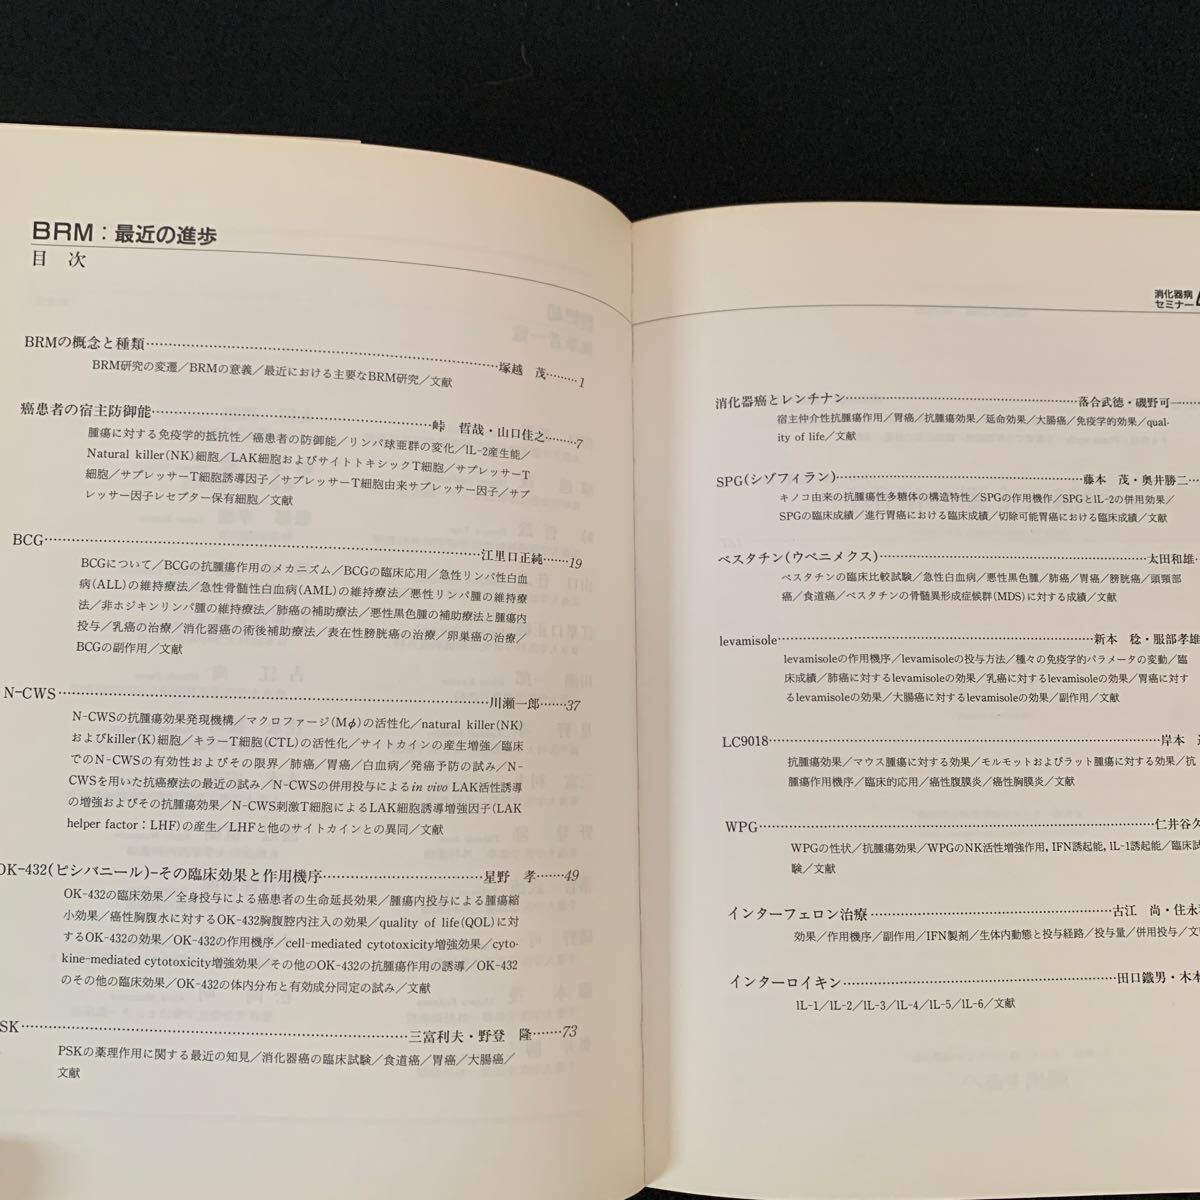 BRM：最近の進歩
目　次
BRMの概念と種類……塚越　茂……1
BRM研究の変遷／BRMの意義／最近における主要なBRM研究／文献
癌患者の宿主防御能……峠　哲哉・山口佳之……7
腫瘍に対する免疫学的抵抗性／癌患者の防御能／リンパ球亜群の変化／IL-2産生能／
Natural killer(NK)細胞／LAK細胞およびサイトトキシックT細胞／サプレッサーT
細胞／サプレッサーT細胞誘導因子／サプレッサーT細胞由来サプレッサー因子／サプ
レッサー因子レセプター保有細胞／文献
BCG……江里口正純……19
BCGについて／BCGの抗腫瘍作用のメカニズム／BCGの臨床応用／急性リンパ性白血
病(ALL)の維持療法／急性骨髄性白血病(AML)の維持療法／悪性リンパ腫の維持療
法／非ホジキンリンパ腫の維持療法／肺癌の補助療法／悪性黒色腫の補助療法と腫瘍内
投与／乳癌の治療／消化器癌の術後補助療法／表在性膀胱癌の治療／卵巣癌の治療／
BCGの副作用／文献
N-CWS……川瀬一郎……37
N-CWSの抗腫瘍効果発現機構／マクロファージ(Mφ)の活性化／natural killer(NK)
およびkiller(K)細胞／キラーT細胞(CTL)の活性化／サイトカインの産生増強／臨床
でのN-CWSの有効性およびその限界／肺癌／胃癌／白血病／発癌予防の試み／N-
CWSを用いた抗癌療法の最近の試み／N-CWSの併用投与によるin vivo LAK活性誘導
の増強およびその抗腫瘍効果／N-CWS刺激T細胞によるLAK細胞誘導増強因子(LAK
helper factor：LHF)の産生／LHFと他のサイトカインとの異同／文献
OK-432(ピシバニール)−その臨床効果と作用機序……星野　孝……49
OK-432の臨床効果／全身投与による癌患者の生命延長効果／腫瘍内投与による腫瘍縮
小効果／癌性胸腹水に対するOK-432胸腹腔内注入の効果／quality of life(QOL)に対
するOK-432の効果／OK-432の作用機序／cell-mediated cytotoxicity増強効果／cyto-
kine-mediated cytotoxicity増強効果／その他のOK-432の抗腫瘍作用の誘導／OK-432
のその他の臨床効果／OK-432の体内分布と有効成分同定の試み／文献
SK……三富利夫・野登　隆……73
PSKの薬理作用に関する最近の知見／消化器癌の臨床試験／食道癌／胃癌／大腸癌／
文献
消化器病
セミナー
消化器癌とレンチナン……落合武徳・磯野可一
宿主仲介性抗腫瘍作用／胃癌／抗腫瘍効果／延命効果／大腸癌／免疫学的効果／qual-
ity of life／文献
SPG(シゾフィラン)……藤本　茂・奥井勝二
キノコ由来の抗腫瘍性多糖体の構造特性／SPGの作用機作／SPGとIL-2の併用効果／
SPGの臨床成績／進行胃癌における臨床成績／切除可能胃癌における臨床成績／文献
ベスタチン(ウベニメクス)……太田和雄
ベスタチンの臨床比較試験／急性白血病／悪性黒色腫／肺癌／胃癌／膀胱癌／頭頸部
癌／食道癌／ベスタチンの骨髄異形成症候群(MDS)に対する成績／文献
levamisole……新本　稔・服部孝雄
levamisoleの作用機序／levamisoleの投与方法／種々の免疫学的パラメータの変動／臨
床成績／肺癌に対するlevamisoleの効果／乳癌に対するlevamisoleの効果／胃癌に対す
るlevamisoleの効果／大腸癌に対するlevamisoleの効果／副作用／文献
LC9018……岸本
抗腫瘍効果／マウス腫瘍に対する効果／モルモットおよびラット腫瘍に対する効果／抗
腫瘍作用機序／臨床的応用／癌性腹膜炎／癌性胸膜炎／文献
WPG……仁井谷久
WPGの性状／抗腫瘍効果／WPGのNK活性増強作用, IFN誘起能, IL-1誘起能／臨床試
験／文献
インターフェロン治療……古江　尚・住永
効果／作用機序／副作用／IFN製剤／生体内動態と投与経路／投与量／併用投与／文
インターロイキン……田口鐵男・木本
IL-1／IL-2／IL-3／IL-4／IL-5／IL-6／文献